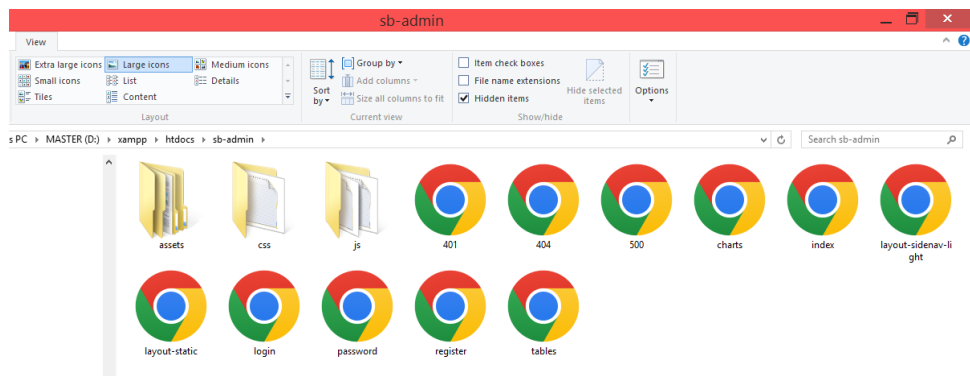 sb-admin
View
Extra large icons Large icons Medium icons
Small icons List Details
Tiles Content
Layout
Sort by
Group by
Add columns
Size all columns to fit
Current view
Item check boxes
File name extensions
Hidden items
Hide selected items
Show/hide
Options
s PC MASTER (D:) xampp htdocs sb-admin
Search sb-admin
assets css js 401 404 500 charts index layout-sidenav-li
ght
layout-static login password register tables